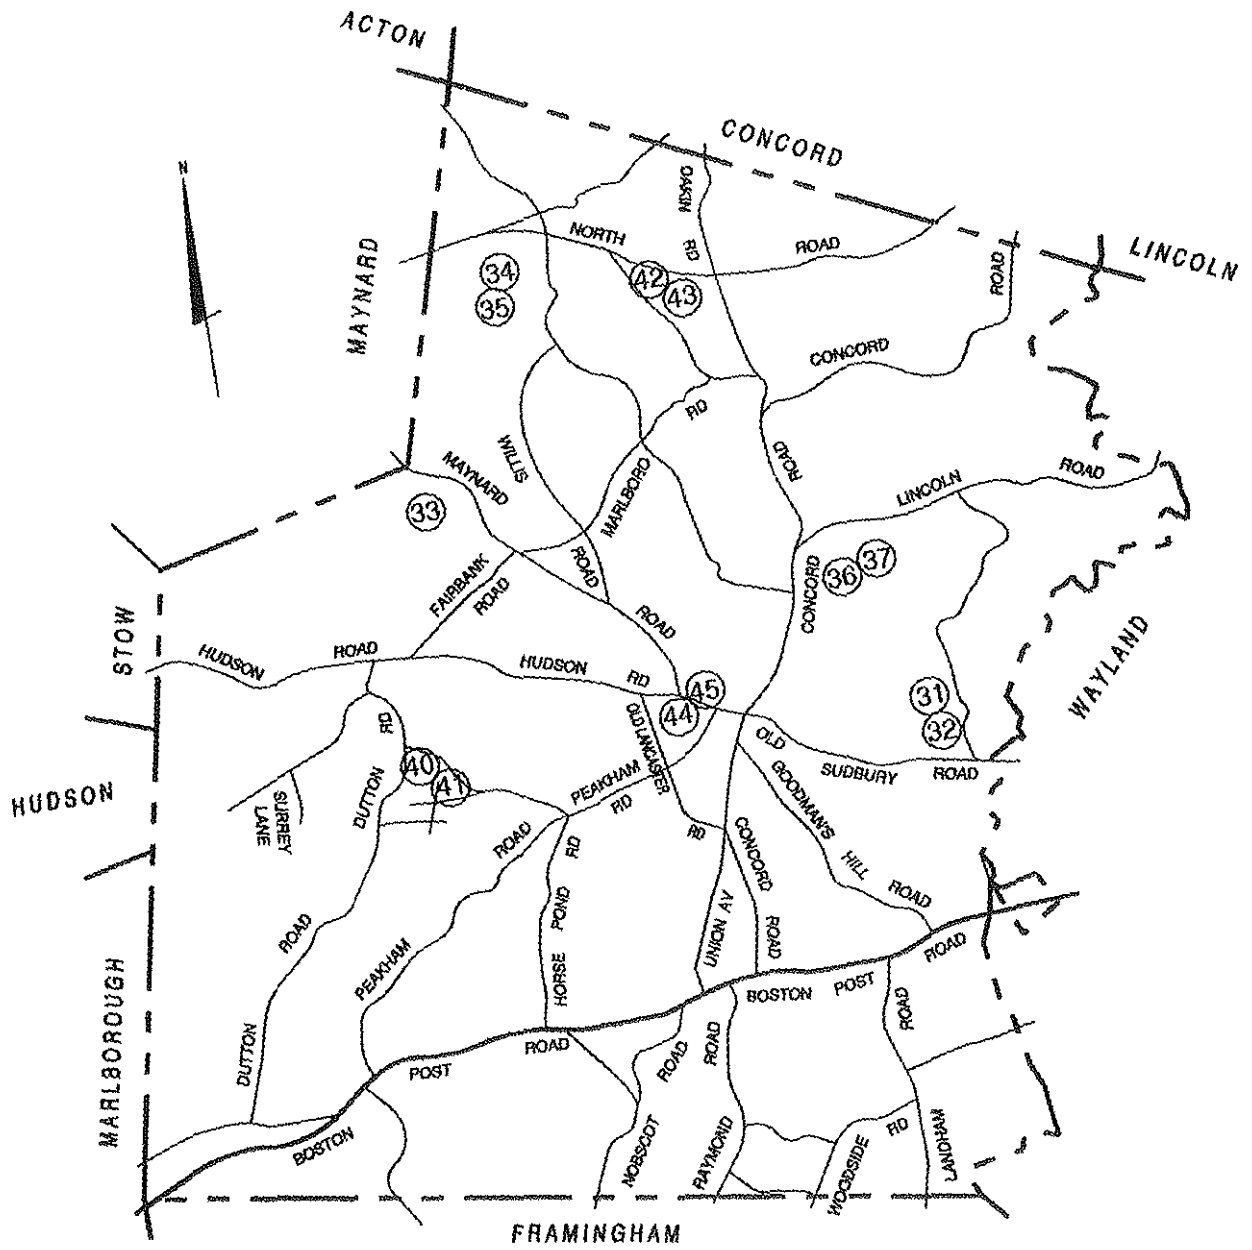 ACTON
CONCORD
LINCOLN
N
MAYNARD
DAKIN
RD
NORTH
ROAD
ROAD
34
35
42
43
CONCORD
RD
ROAD
MAYNARD
WILLIS
MARLBORO
LINCOLN
ROAD
33
FAIRBANK
ROAD
ROAD
CONCORD
36
37
STOW
HUDSON
ROAD
HUDSON
RD
ROAD
WAYLAND
45
44
31
32
RD
OLD LANCASTER
OLD
SUDBURY
ROAD
40
41
PEAKHAM
RD
HUDSON
SURREY
LANE
DUTTON
ROAD
RD
RD
CONCORD
GOODMAN'S
HILL
ROAD
ROAD
POND
UNION AV
ROAD
PEAKHAM
HORSE
BOSTON
POST
ROAD
ROAD
MARLBOROUGH
DUTTON
POST
ROAD
ROAD
ROAD
BOSTON
NOBSCOT
RAYMOND
WOODSIDE
RD
LANDHAM
FRAMINGHAM